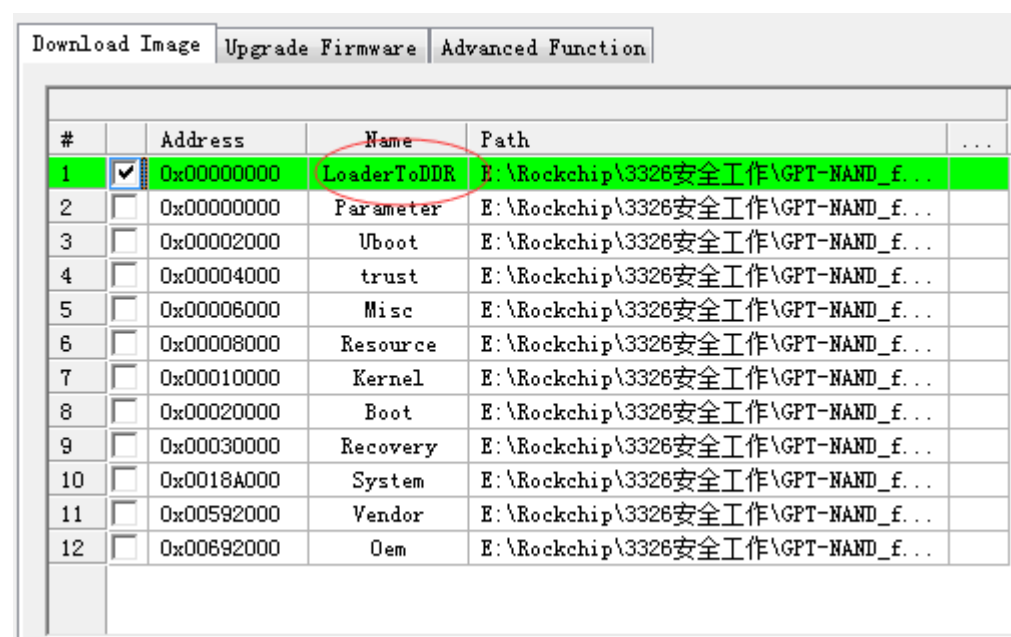 Download Image Upgrade Firmware Advanced Function
# Address Name Path ...
1 0x00000000 LoaderToDDR E:\Rockchip\3326安全工作\GPT-NAND_f...
2 0x00000000 Parameter E:\Rockchip\3326安全工作\GPT-NAND_f...
3 0x00002000 Uboot E:\Rockchip\3326安全工作\GPT-NAND_f...
4 0x00004000 trust E:\Rockchip\3326安全工作\GPT-NAND_f...
5 0x00006000 Misc E:\Rockchip\3326安全工作\GPT-NAND_f...
6 0x00008000 Resource E:\Rockchip\3326安全工作\GPT-NAND_f...
7 0x00010000 Kernel E:\Rockchip\3326安全工作\GPT-NAND_f...
8 0x00020000 Boot E:\Rockchip\3326安全工作\GPT-NAND_f...
9 0x00030000 Recovery E:\Rockchip\3326安全工作\GPT-NAND_f...
10 0x0018A000 System E:\Rockchip\3326安全工作\GPT-NAND_f...
11 0x00592000 Vendor E:\Rockchip\3326安全工作\GPT-NAND_f...
12 0x00692000 Oem E:\Rockchip\3326安全工作\GPT-NAND_f...